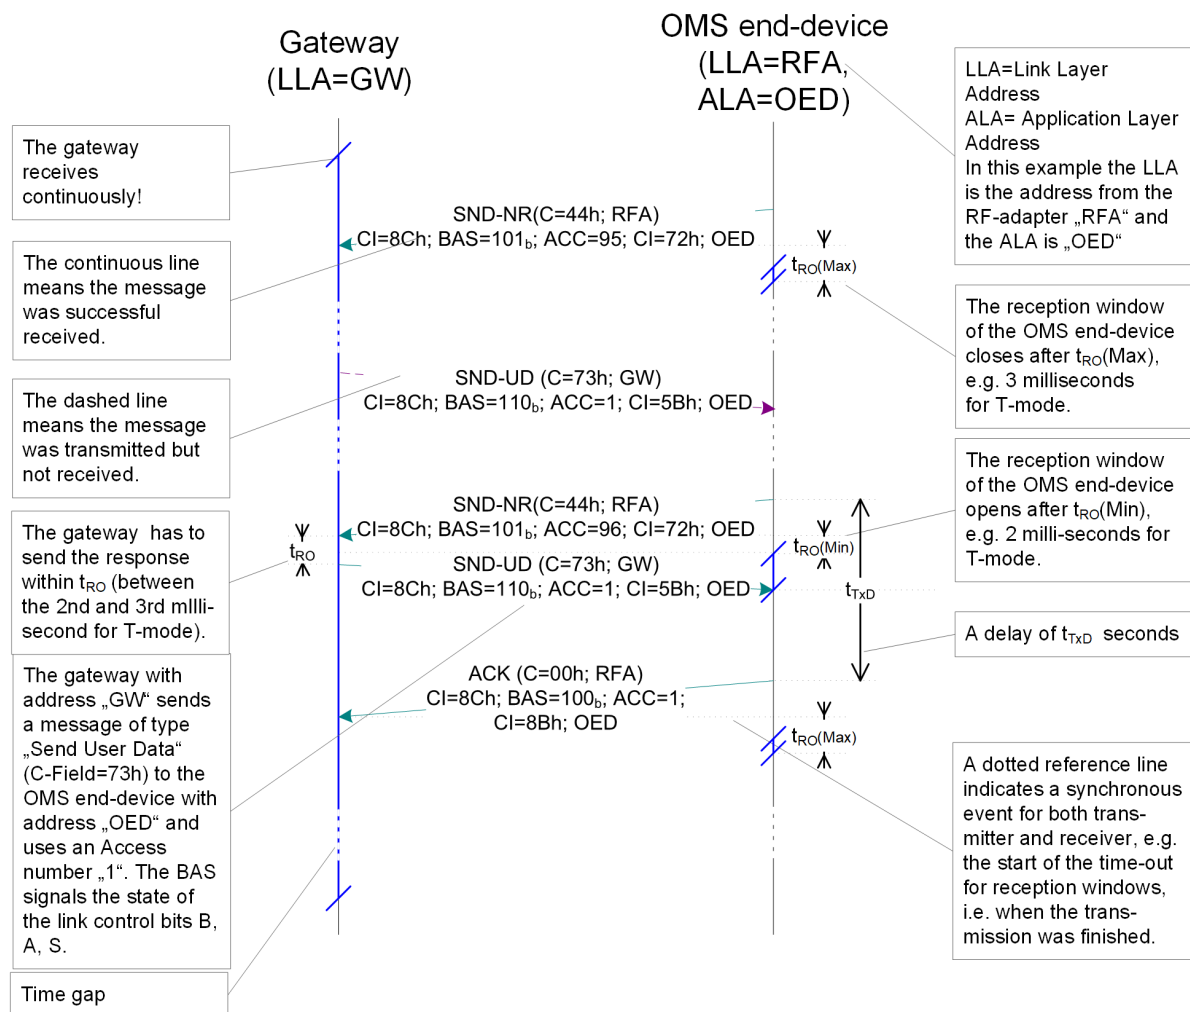 Gateway
(LLA=GW)
OMS end-device
(LLA=RFA,
ALA=OED)
LLA=Link Layer
Address
ALA= Application Layer
Address
In this example the LLA
is the address from the
RF-adapter „RFA“ and
the ALA is „OED“
The gateway
receives
continuously!
SND-NR(C=44h; RFA)
CI=8Ch; BAS=101b; ACC=95; CI=72h; OED
tRO(Max)
The continuous line
means the message
was successful
received.
The reception window
of the OMS end-device
closes after tRO(Max),
e.g. 3 milliseconds
for T-mode.
SND-UD (C=73h; GW)
CI=8Ch; BAS=110b; ACC=1; CI=5Bh; OED
The dashed line
means the message
was transmitted but
not received.
The reception window
of the OMS end-device
opens after tRO(Min),
e.g. 2 milli-seconds for
T-mode.
SND-NR(C=44h; RFA)
CI=8Ch; BAS=101b; ACC=96; CI=72h; OED
tRO
tRO(Min)
The gateway  has to
send the response
within tRO (between
the 2nd and 3rd mIlli-
second for T-mode).
SND-UD (C=73h; GW)
CI=8Ch; BAS=110b; ACC=1; CI=5Bh; OED
tTxD
A delay of tTxD  seconds
The gateway with
address „GW“ sends
a message of type
„Send User Data“
(C-Field=73h) to the
OMS end-device with
address „OED“ and
uses an Access
number „1“. The BAS
signals the state of
the link control bits B,
A, S.
ACK (C=00h; RFA)
CI=8Ch; BAS=100b; ACC=1;
CI=8Bh; OED
tRO(Max)
A dotted reference line
indicates a synchronous
event for both trans-
mitter and receiver, e.g.
the start of the time-out
for reception windows,
i.e. when the trans-
mission was finished.
Time gap